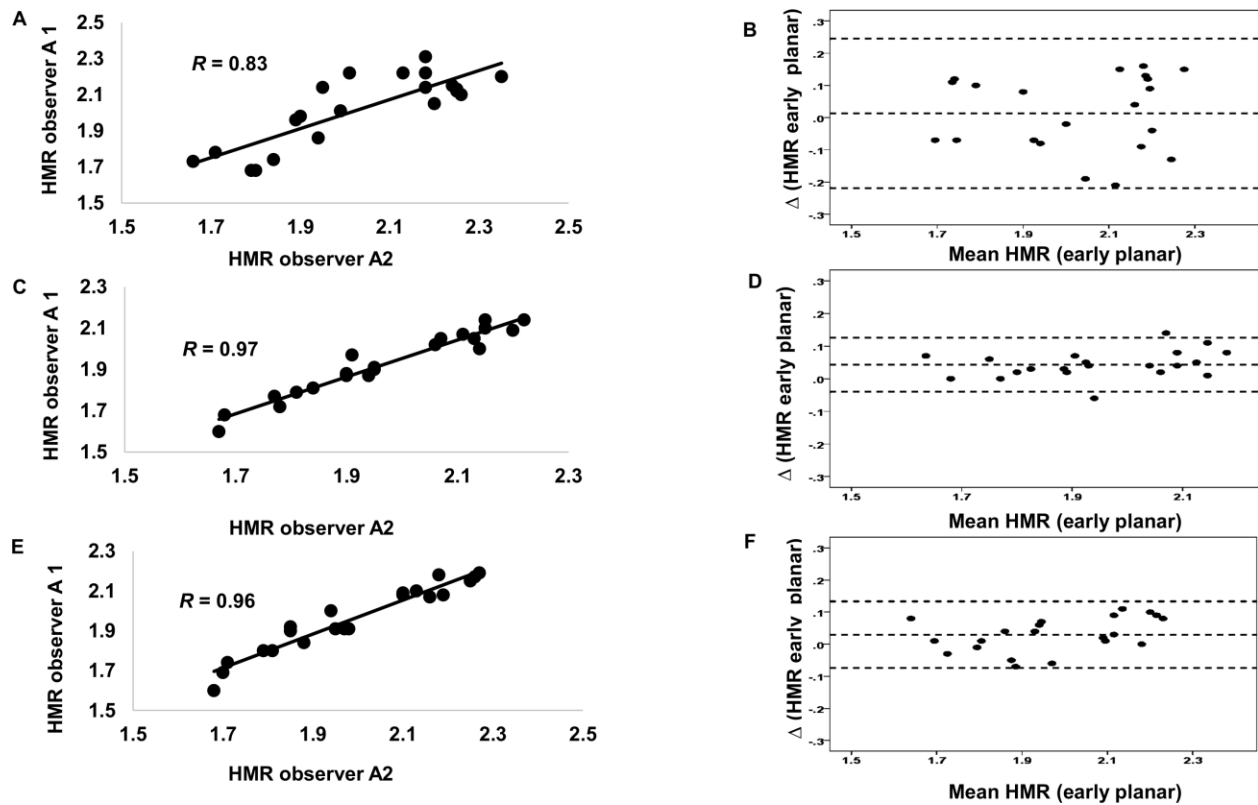 A
2.5
2.3
2.1
1.9
1.7
1.5
HMR observer A 1
R = 0.83
1.5 1.7 1.9 2.1 2.3 2.5
HMR observer A2
B
.3
.2
.1
.0
-.1
-.2
-.3
Δ (HMR early planar)
1.5 1.7 1.9 2.1 2.3
Mean HMR (early planar)
C
2.3
2.1
1.9
1.7
1.5
HMR observer A 1
R = 0.97
1.5 1.7 1.9 2.1 2.3
HMR observer A2
D
.3
.2
.1
.0
-.1
-.2
-.3
Δ (HMR early planar)
1.5 1.7 1.9 2.1
Mean HMR (early planar)
E
2.3
2.1
1.9
1.7
1.5
HMR observer A 1
R = 0.96
1.5 1.7 1.9 2.1 2.3 2.5
HMR observer A2
F
.3
.2
.1
.0
-.1
-.2
-.3
Δ (HMR early planar)
1.5 1.7 1.9 2.1 2.3
Mean HMR (early planar)